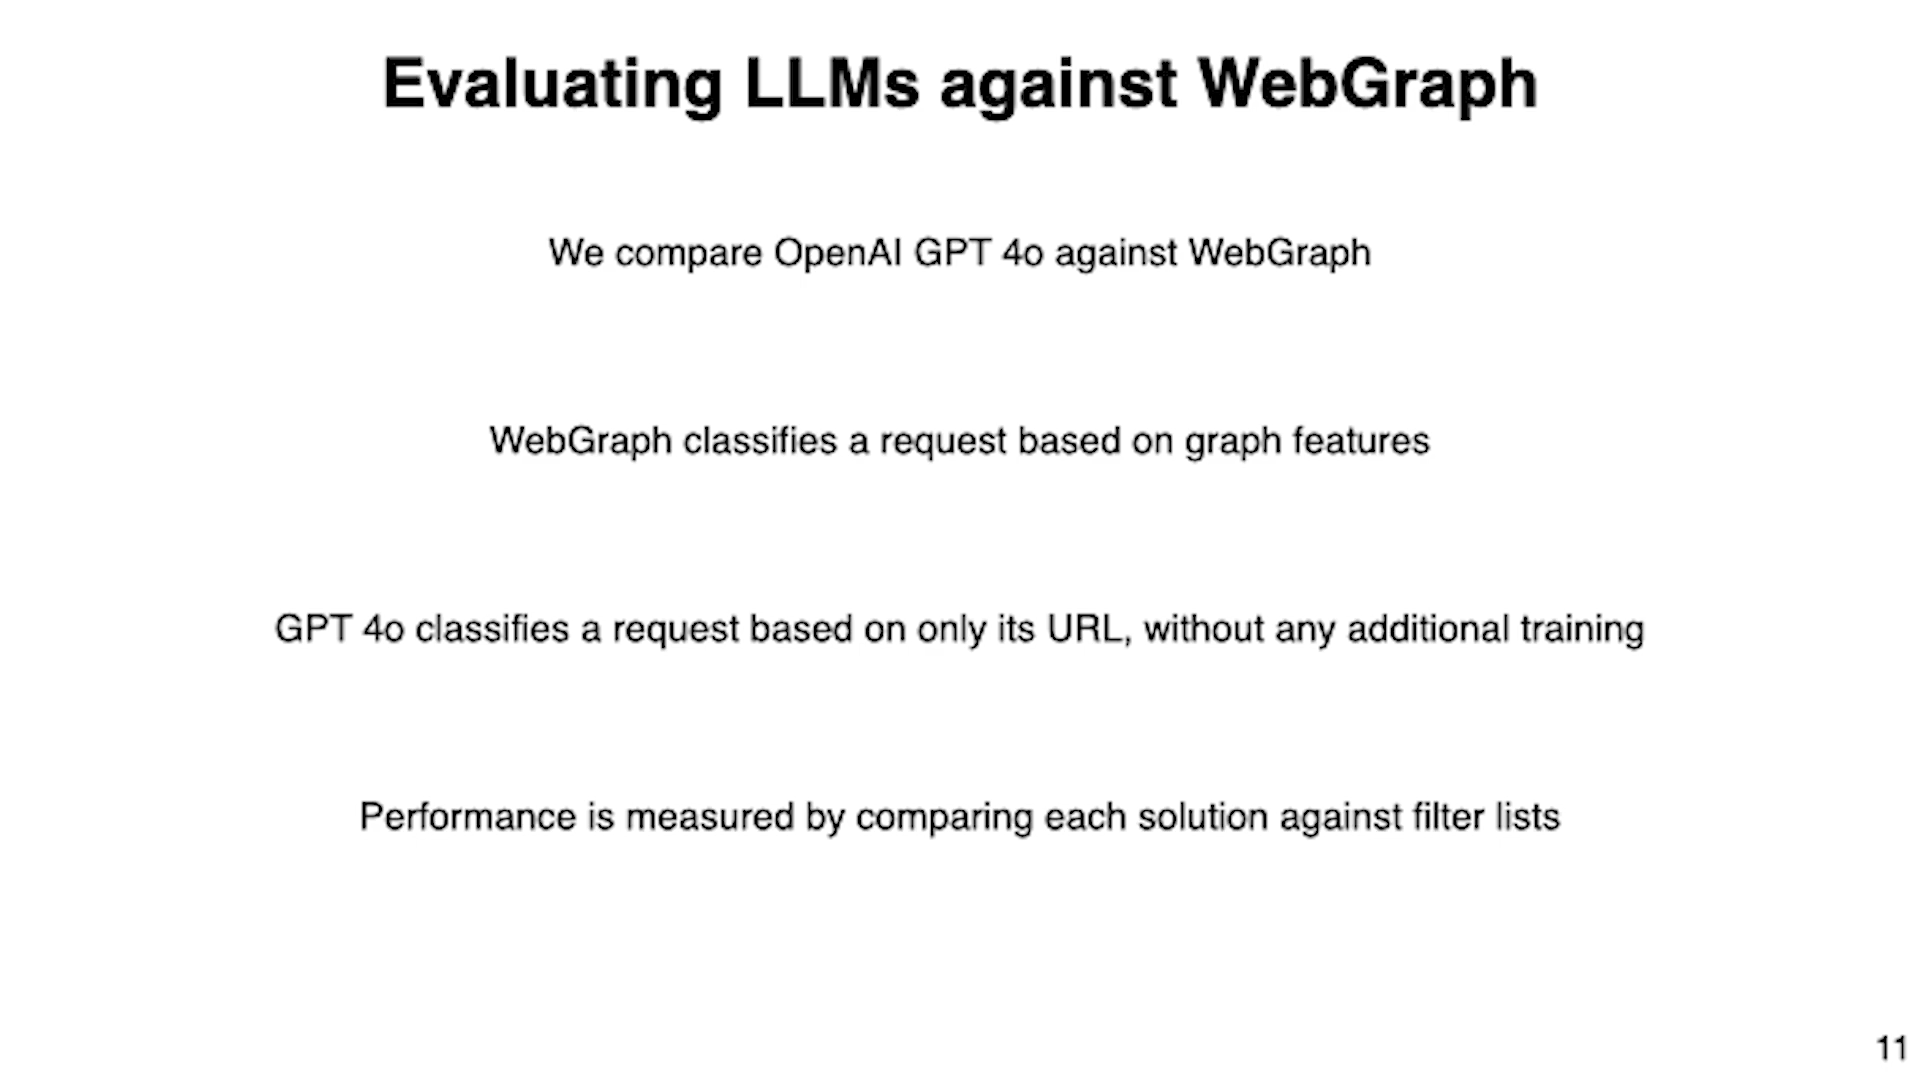 Evaluating LLMs against WebGraph
We compare OpenAI GPT 4o against WebGraph
WebGraph classifies a request based on graph features
GPT 4o classifies a request based on only its URL, without any additional training
Performance is measured by comparing each solution against filter lists
11